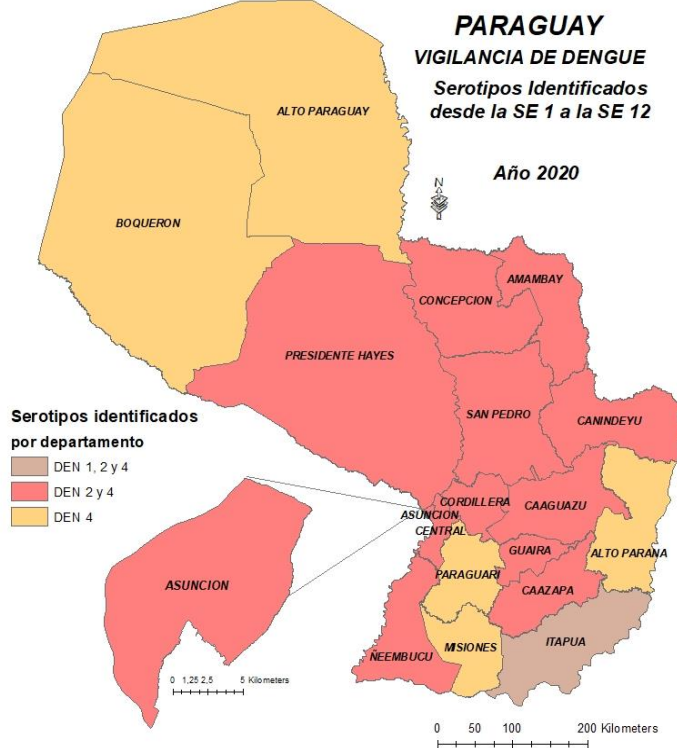 PARAGUAY
VIGILANCIA DE DENGUE
Serotipos Identificados
desde la SE 1 a la SE 12
Año 2020
N
ALTO PARAGUAY
BOQUERON
AMAMBAY
CONCEPCION
PRESIDENTE HAYES
SAN PEDRO
CANINDEYU
Serotipos identificados
por departamento
DEN 1, 2 y 4
DEN 2 y 4
DEN 4
CORDILLERA
CAAGUAZU
ASUNCION
CENTRAL
GUAIRA
ALTO PARANA
PARAGUARI
CAAZAPA
ASUNCION
ÑEEMBUCU
MISIONES
ITAPUA
0 1,25 2,5 5 Kilometers
0 50 100 200 Kilometers